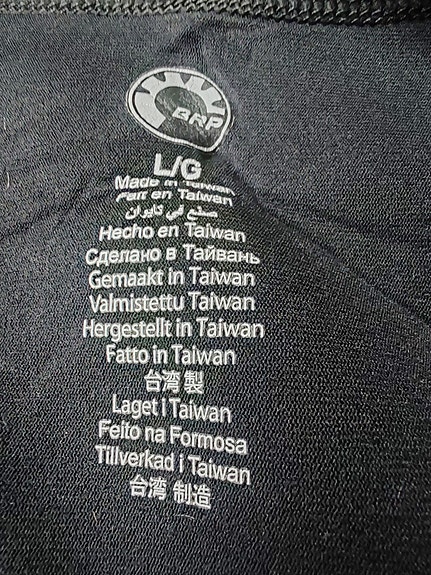 BRP
L/G
Made in Taiwan
Fait en Taiwan
صنع في تايوان
Hecho en Taiwan
Сделано в Тайвань
Gemaakt in Taiwan
Valmistettu Taiwan
Hergestellt in Taiwan
Fatto in Taiwan
台湾 製
Laget i Taiwan
Feito na Formosa
Tillverkad i Taiwan
台湾 制造